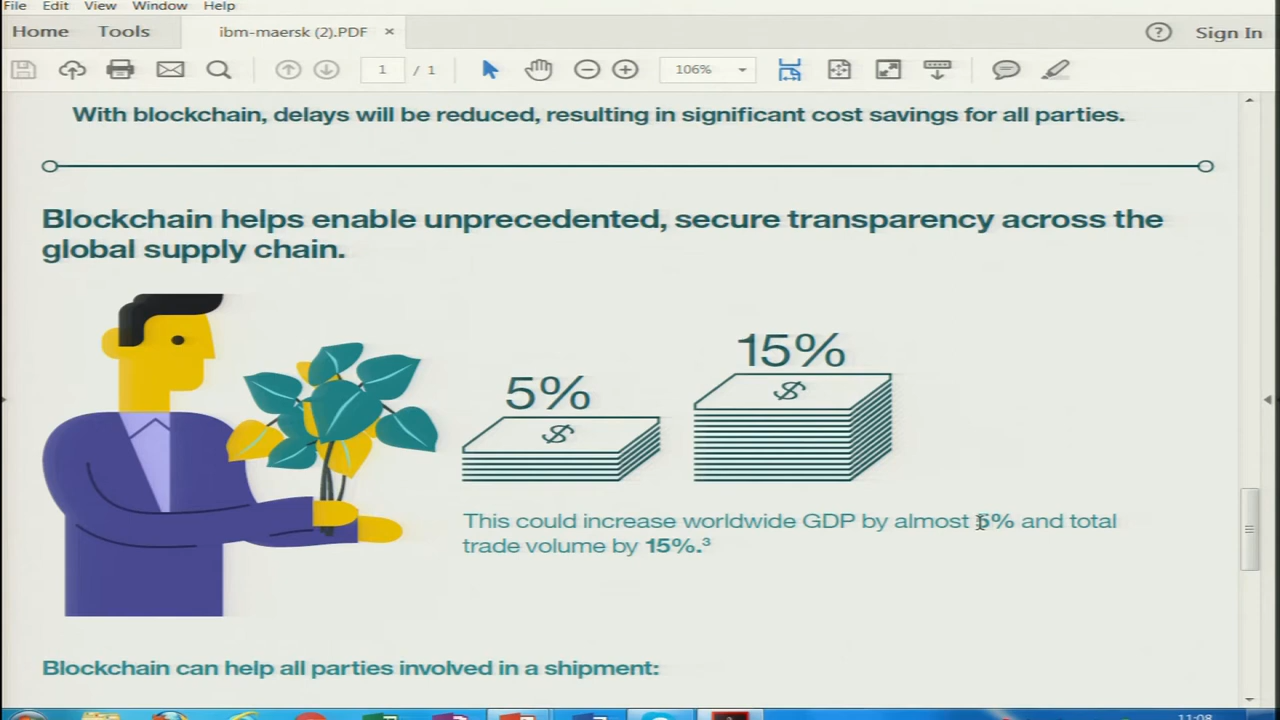 File Edit View Window Help
Home Tools ibm-maersk (2).PDF × ? Sign In
1 / 1 106%
With blockchain, delays will be reduced, resulting in significant cost savings for all parties.
Blockchain helps enable unprecedented, secure transparency across the
global supply chain.
15%
5%
$
$
This could increase worldwide GDP by almost 5% and total
trade volume by 15%.³
Blockchain can help all parties involved in a shipment:
11:08